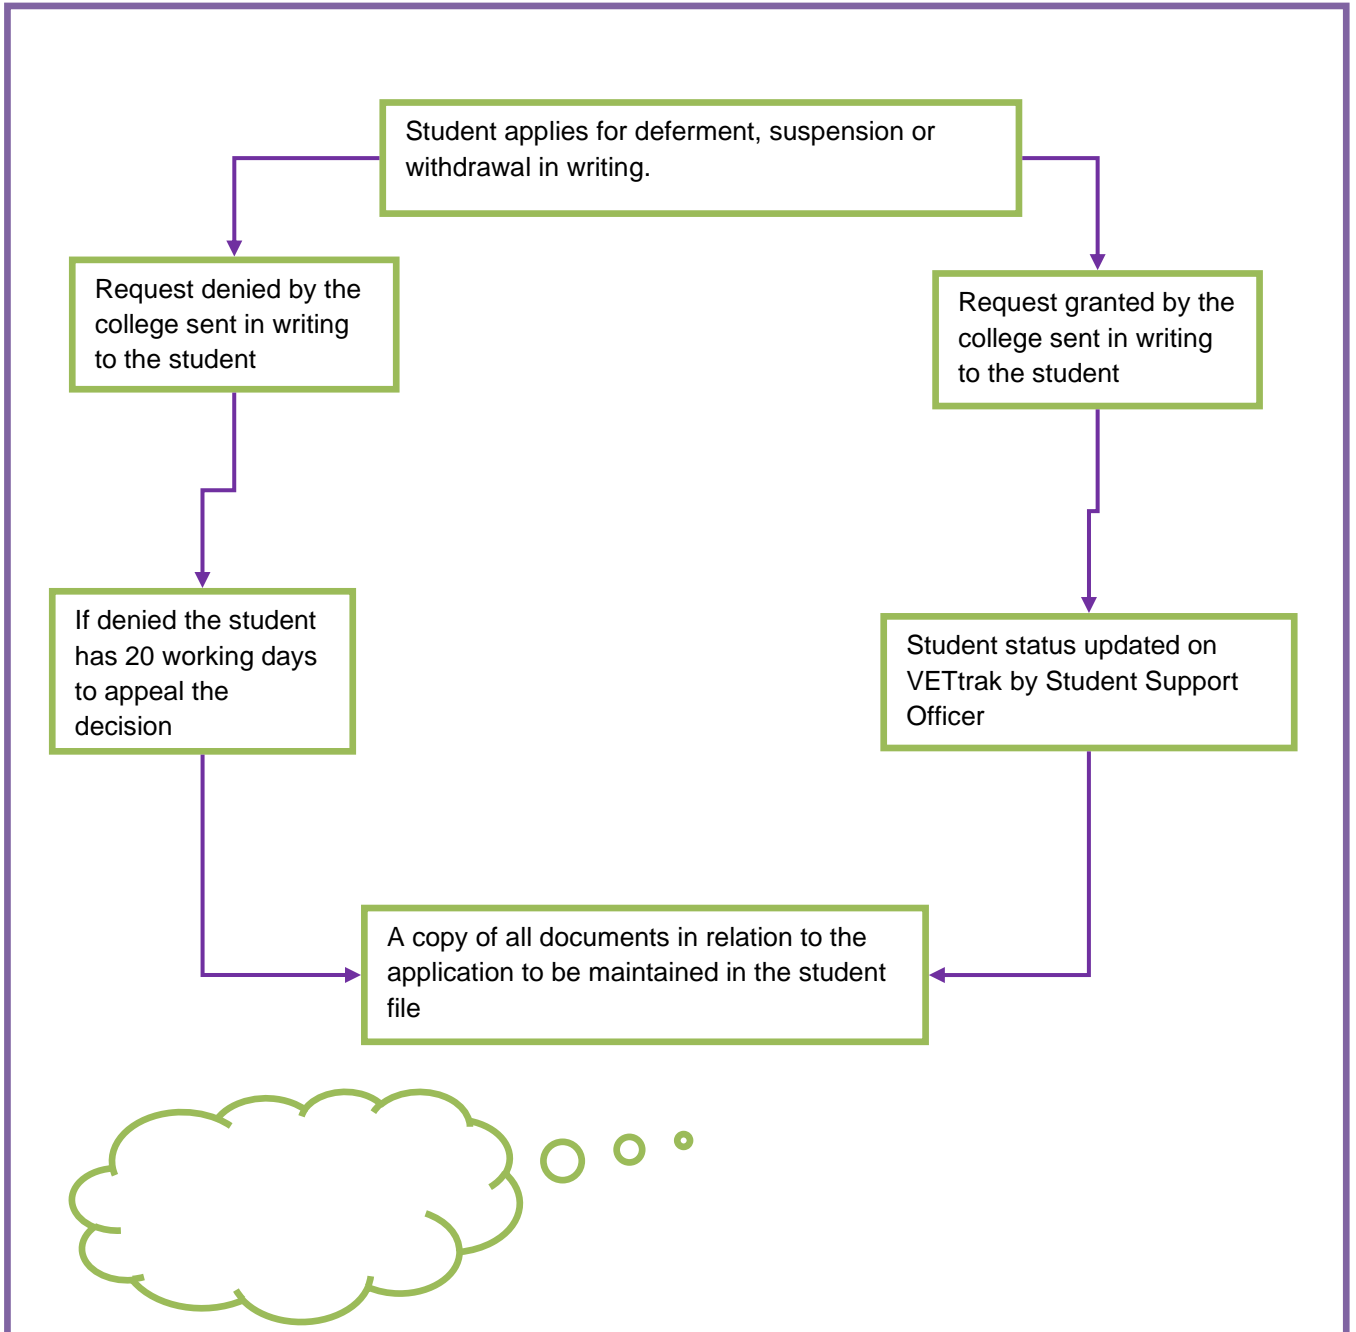 Student applies for deferment, suspension or
withdrawal in writing.
Request denied by the
college sent in writing
to the student
Request granted by the
college sent in writing
to the student
If denied the student
has 20 working days
to appeal the
decision
Student status updated on
VETtrak by Student Support
Officer
A copy of all documents in relation to the
application to be maintained in the student
file